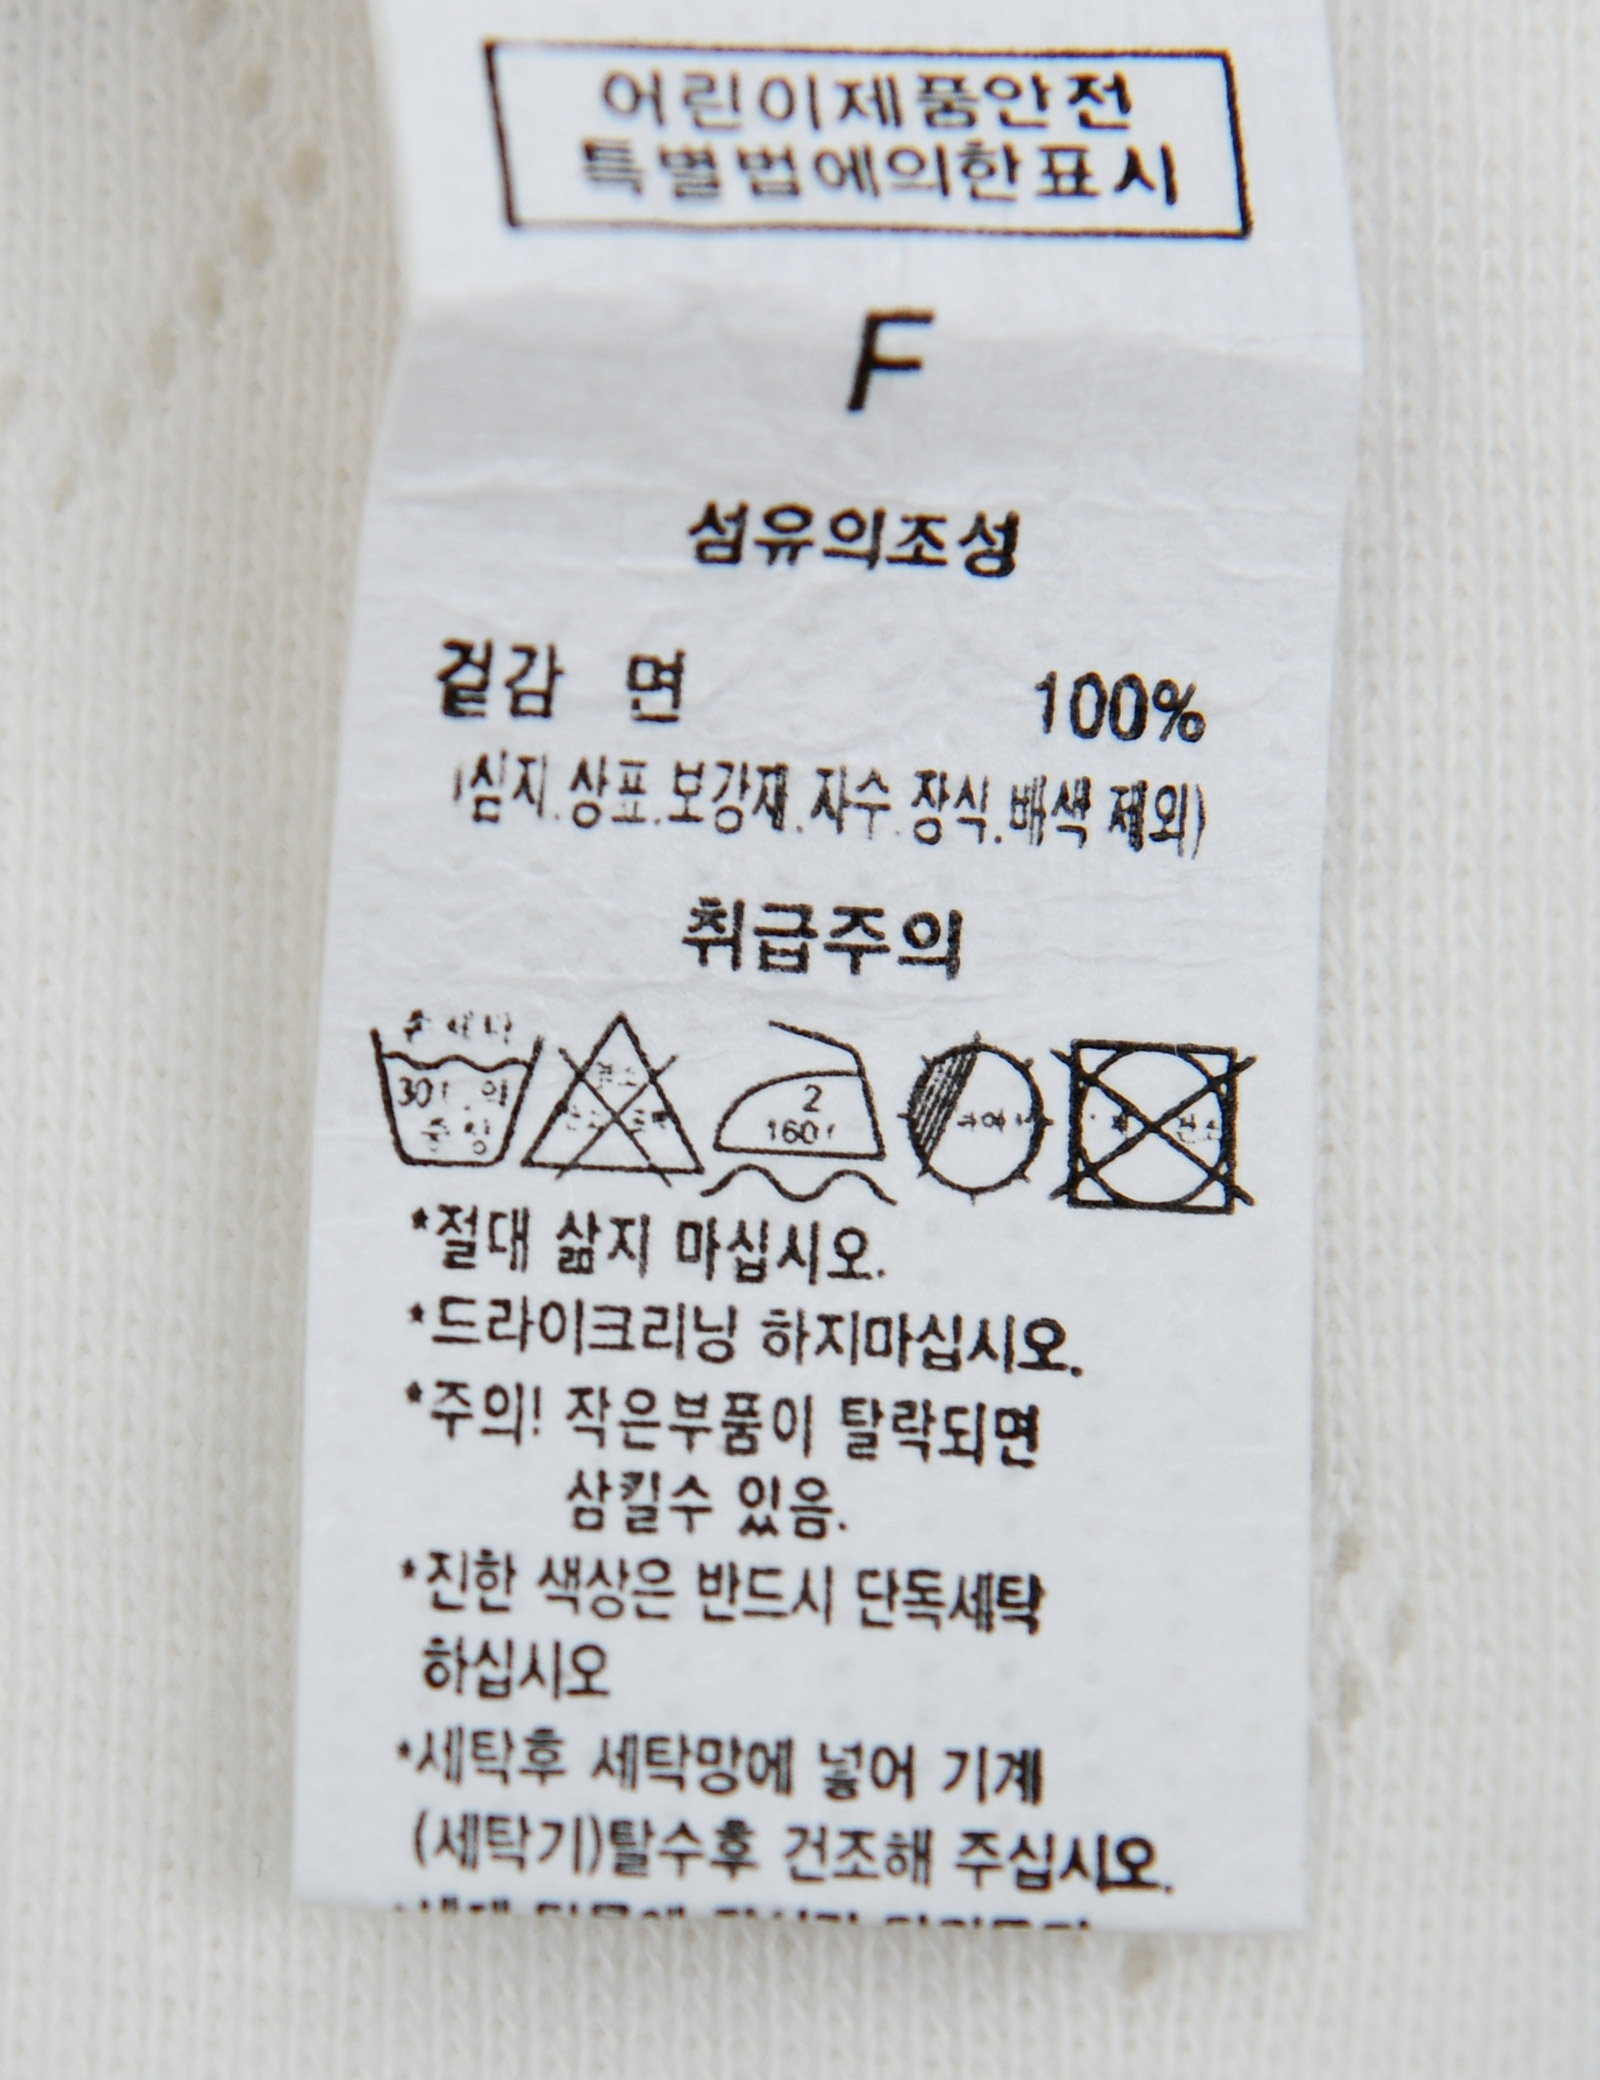 어린이제품안전
특별법에의한표시
F
섬유의조성
겉감 면 100%
(심지.상표.보강재.자수.장식.배색 제외)
취급주의
30
중성
2
160
*절대 삶지 마십시오.
*드라이크리닝 하지마십시오.
*주의! 작은부품이 탈락되면
삼킬수 있음.
*진한 색상은 반드시 단독세탁
하십시오
*세탁후 세탁망에 넣어 기계
(세탁기)탈수후 건조해 주십시오.